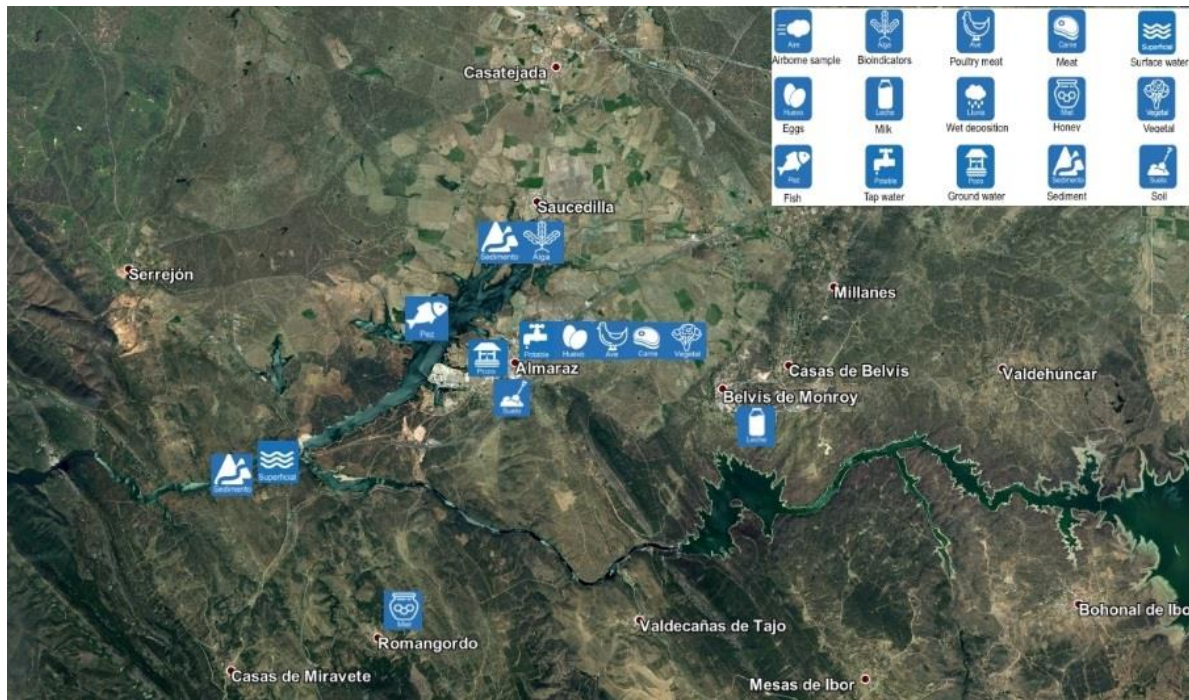 Aire
Alga
Ave
Carne
Superficial
Airborne sample
Bioindicators
Poultry meat
Meat
Surface water
Huevo
Leche
Lluvia
Miel
Vegetal
Eggs
Milk
Wet deposition
Honey
Vegetal
Pez
Potable
Pozo
Sedimento
Suelo
Fish
Tap water
Ground water
Sediment
Soil
Casatejada
Saucedilla
Sedimento
Alga
Serrejón
Millanes
Pez
Potable
Huevo
Ave
Carne
Vegetal
Pozo
Almaraz
Casas de Belvís
Valdehuncar
Suelo
Belvís de Monroy
Leche
Sedimento
Superficial
Miel
Bohonal de Ibo
Valdecañas de Tajo
Romangordo
Casas de Miravete
Mesas de Ibor